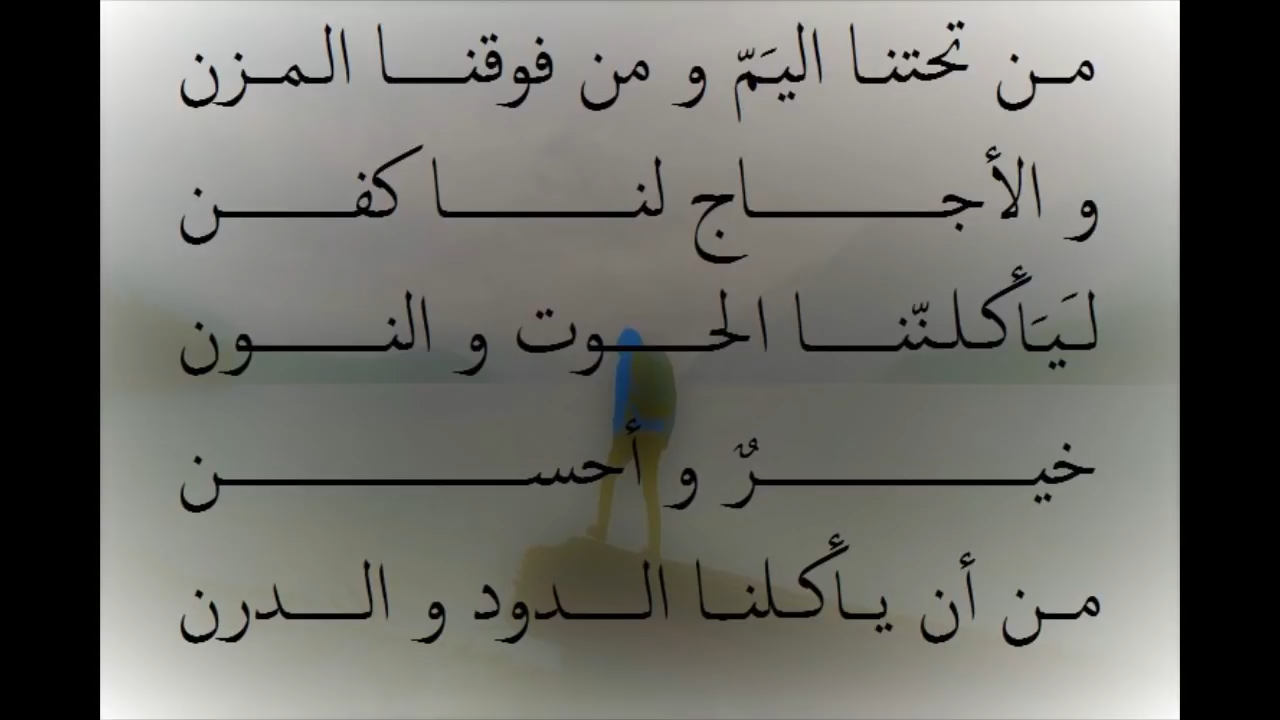 من تحتنا اليَمّ و من فوقنا المزن
و الأجاج لنا كفن
ليَأكلنّنا الحوت و النون
خيرٌ و أحسن
من أن يأكلنا الدود و الدرن